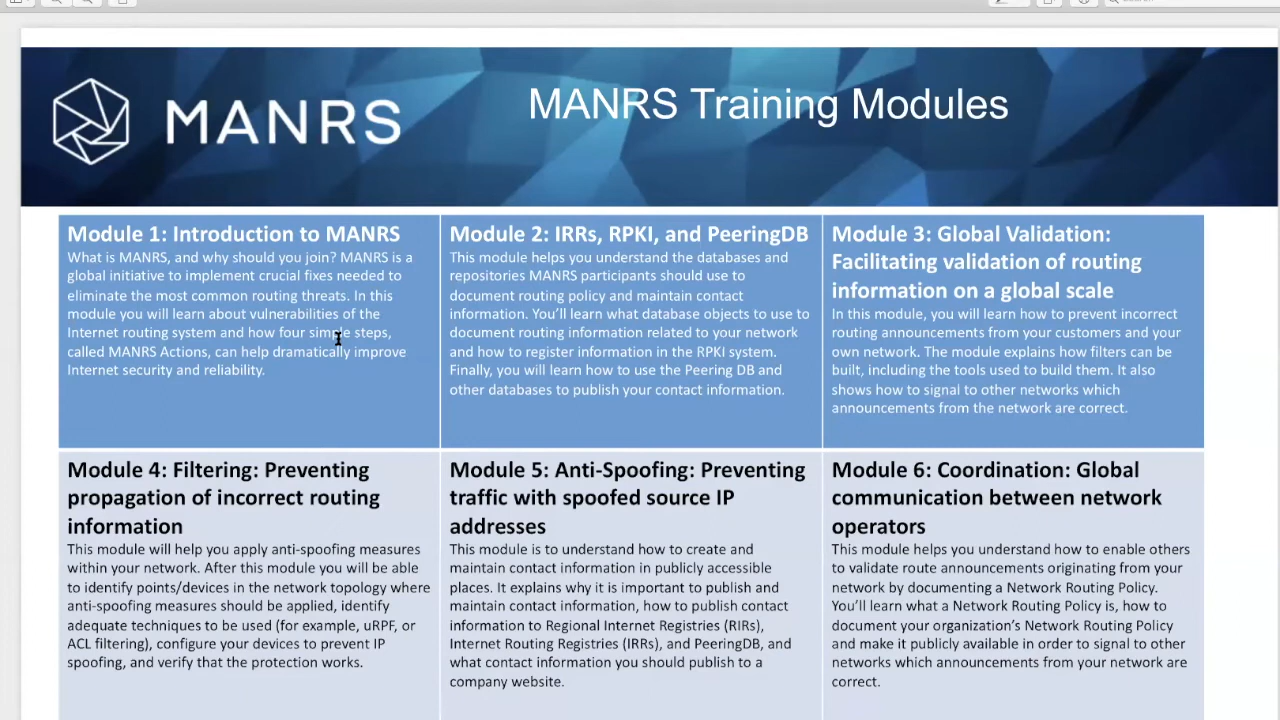 MANRS
MANRS Training Modules
Module 1: Introduction to MANRS
What is MANRS, and why should you join? MANRS is a
global initiative to implement crucial fixes needed to
eliminate the most common routing threats. In this
module you will learn about vulnerabilities of the
Internet routing system and how four simple steps,
called MANRS Actions, can help dramatically improve
Internet security and reliability.
Module 2: IRRs, RPKI, and PeeringDB
This module helps you understand the databases and
repositories MANRS participants should use to
document routing policy and maintain contact
information. You'll learn what database objects to use to
document routing information related to your network
and how to register information in the RPKI system.
Finally, you will learn how to use the Peering DB and
other databases to publish your contact information.
Module 3: Global Validation:
Facilitating validation of routing
information on a global scale
In this module, you will learn how to prevent incorrect
routing announcements from your customers and your
own network. The module explains how filters can be
built, including the tools used to build them. It also
shows how to signal to other networks which
announcements from the network are correct.
Module 4: Filtering: Preventing
propagation of incorrect routing
information
This module will help you apply anti-spoofing measures
within your network. After this module you will be able
to identify points/devices in the network topology where
anti-spoofing measures should be applied, identify
adequate techniques to be used (for example, uRPF, or
ACL filtering), configure your devices to prevent IP
spoofing, and verify that the protection works.
Module 5: Anti-Spoofing: Preventing
traffic with spoofed source IP
addresses
This module is to understand how to create and
maintain contact information in publicly accessible
places. It explains why it is important to publish and
maintain contact information, how to publish contact
information to Regional Internet Registries (RIRs),
Internet Routing Registries (IRRs), and PeeringDB, and
what contact information you should publish to a
company website.
Module 6: Coordination: Global
communication between network
operators
This module helps you understand how to enable others
to validate route announcements originating from your
network by documenting a Network Routing Policy.
You'll learn what a Network Routing Policy is, how to
document your organization's Network Routing Policy
and make it publicly available in order to signal to other
networks which announcements from your network are
correct.